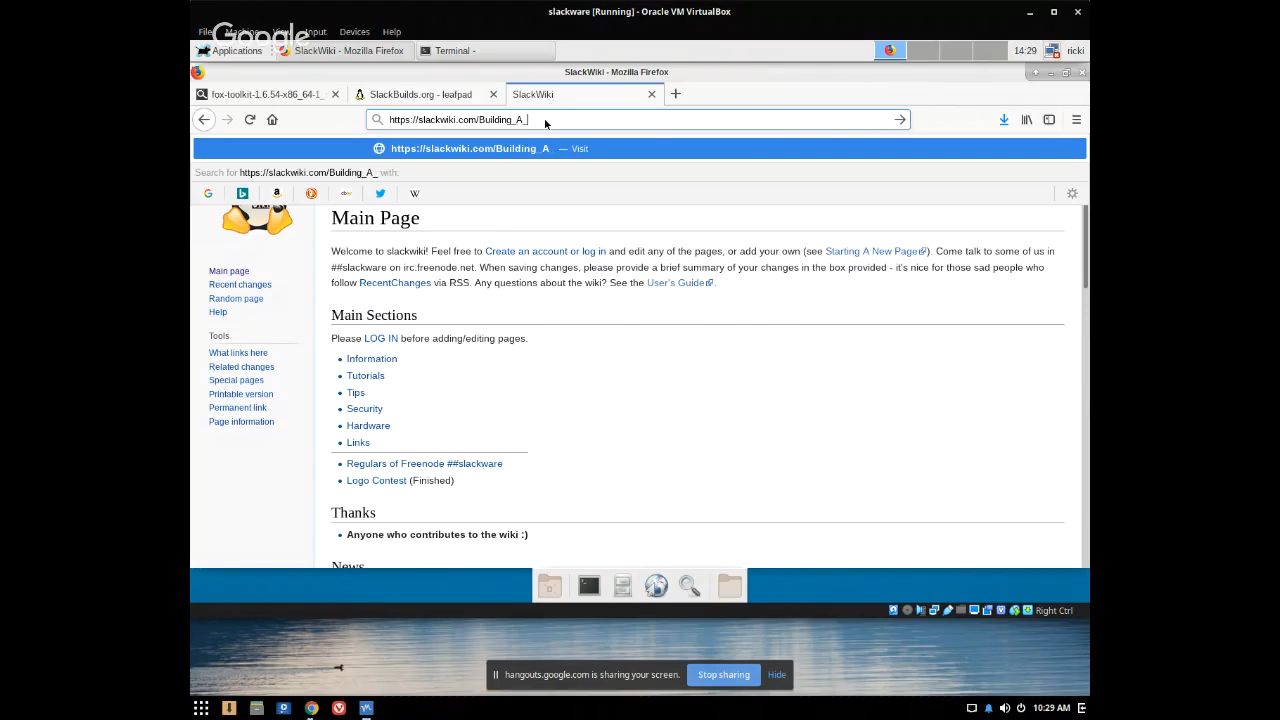 slackware [Running] - Oracle VM VirtualBox
File Machine View Input Devices Help
Google
Applications SlackWiki - Mozilla Firefox Terminal - 14:29 ricki
SlackWiki - Mozilla Firefox
fox-toolkit-1.6.54-x86_64-1_ SlackBuilds.org - leafpad SlackWiki
https://slackwiki.com/Building_A_
https://slackwiki.com/Building_A — Visit
Search for https://slackwiki.com/Building_A_ with:
Main Page
Welcome to slackwiki! Feel free to Create an account or log in and edit any of the pages, or add your own (see Starting A New Page). Come talk to some of us in
##slackware on irc.freenode.net. When saving changes, please provide a brief summary of your changes in the box provided - it's nice for those sad people who
follow RecentChanges via RSS. Any questions about the wiki? See the User's Guide.
Main page
Recent changes
Random page
Help
Tools
What links here
Related changes
Special pages
Printable version
Permanent link
Page information
Main Sections
Please LOG IN before adding/editing pages.
Information
Tutorials
Tips
Security
Hardware
Links
Regulars of Freenode ##slackware
Logo Contest (Finished)
Thanks
Anyone who contributes to the wiki :)
News
Right Ctrl
hangouts.google.com is sharing your screen. Stop sharing Hide
10:29 AM